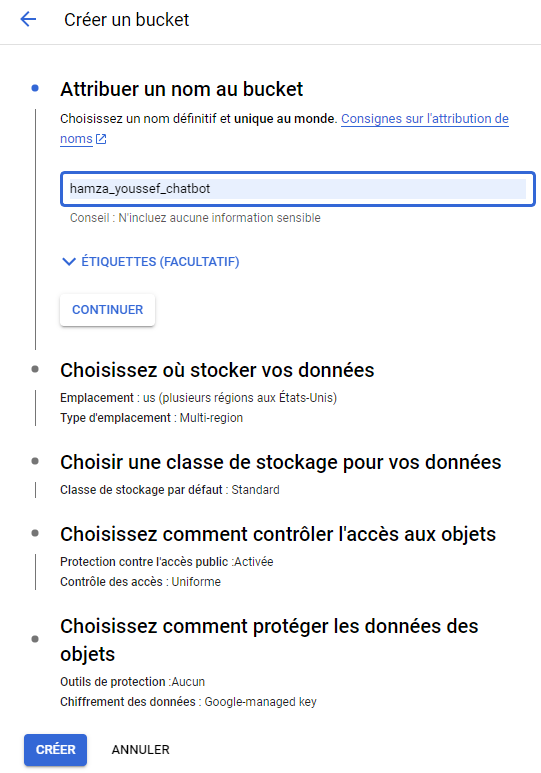 Créer un bucket
Attribuer un nom au bucket
Choisissez un nom définitif et unique au monde. Consignes sur l'attribution de
noms
hamza_youssef_chatbot
Conseil : N'incluez aucune information sensible
ÉTIQUETTES (FACULTATIF)
CONTINUER
Choisissez où stocker vos données
Emplacement : us (plusieurs régions aux États-Unis)
Type d'emplacement : Multi-region
Choisir une classe de stockage pour vos données
Classe de stockage par défaut : Standard
Choisissez comment contrôler l'accès aux objets
Protection contre l'accès public :Activée
Contrôle des accès : Uniforme
Choisissez comment protéger les données des
objets
Outils de protection :Aucun
Chiffrement des données : Google-managed key
CRÉER ANNULER